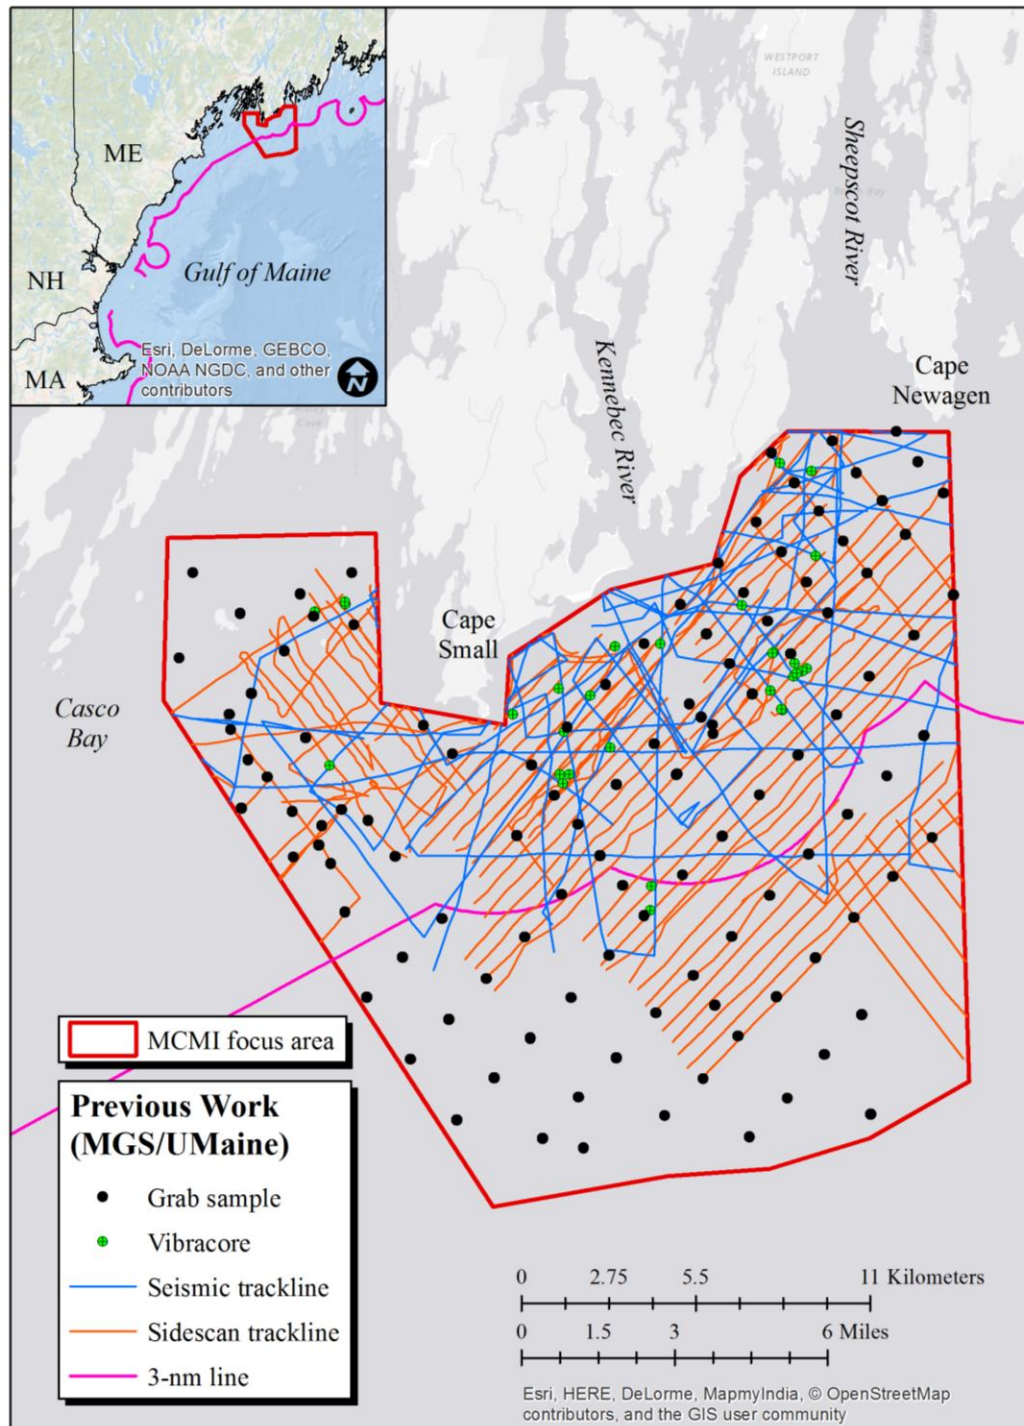 ME
NH
MA
Gulf of Maine
Esri, DeLorme, GEBCO,
NOAA NGDC, and other
contributors
N
WESTPORT
ISLAND
Sheepscot River
Kennebec River
Cape
Newagen
Cape
Small
Casco
Bay
MCMI focus area
Previous Work
(MGS/UMaine)
Grab sample
Vibracore
Seismic trackline
Sidescan trackline
3-nm line
0 2.75 5.5 11 Kilometers
0 1.5 3 6 Miles
Esri, HERE, DeLorme, MapmyIndia, © OpenStreetMap
contributors, and the GIS user community